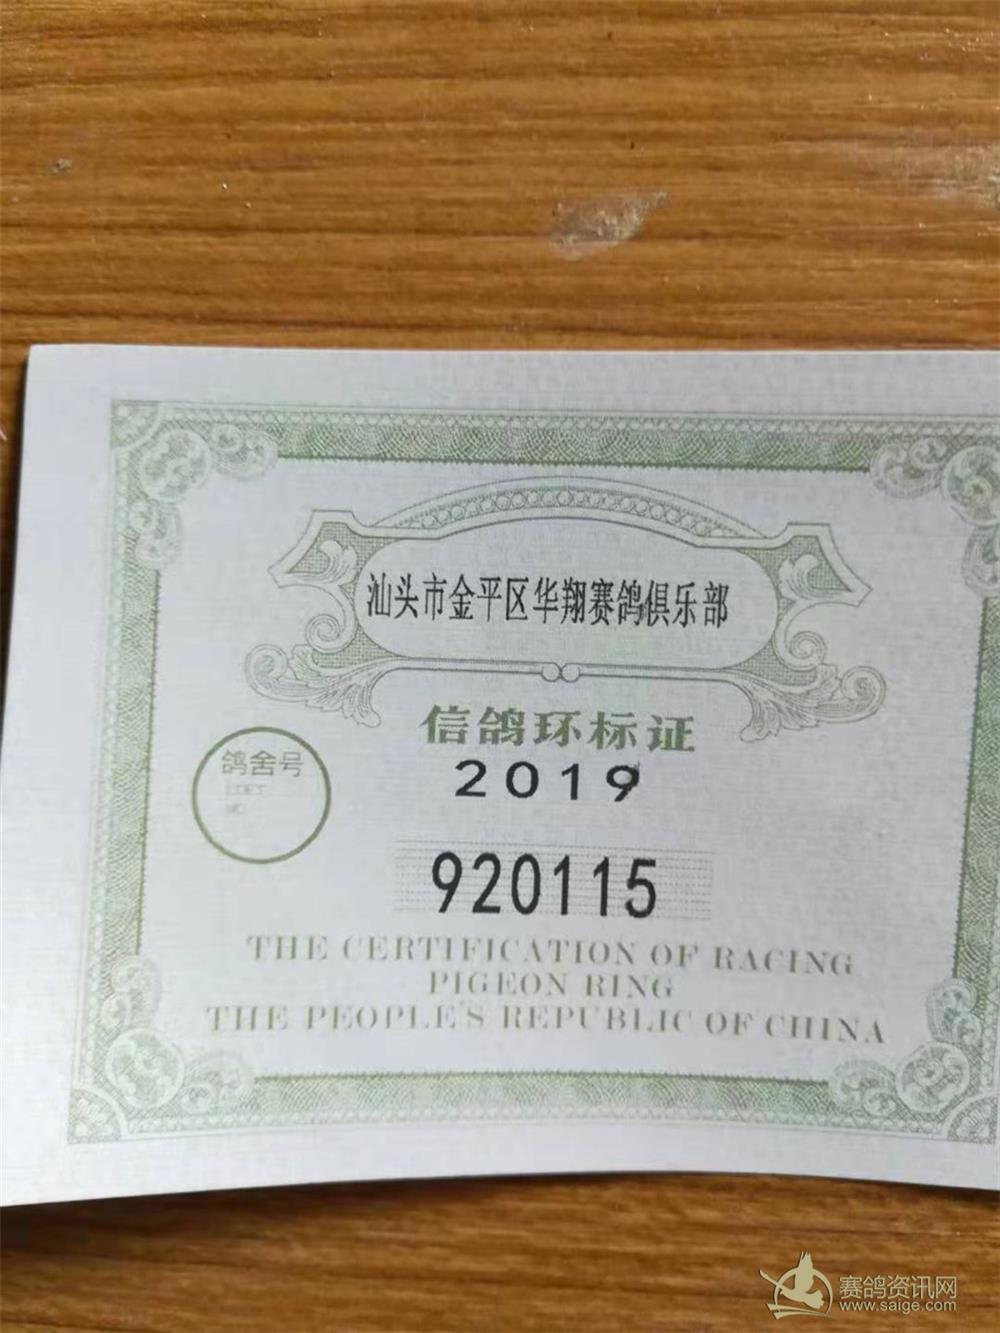 汕头市金平区华翔赛鸽俱乐部
信鸽环标证
2019
鸽舍号
NO
920115
THE CERTIFICATION OF RACING
PIGEON RING
THE PEOPLE'S REPUBLIC OF CHINA
赛鸽资讯网
www.saige.com